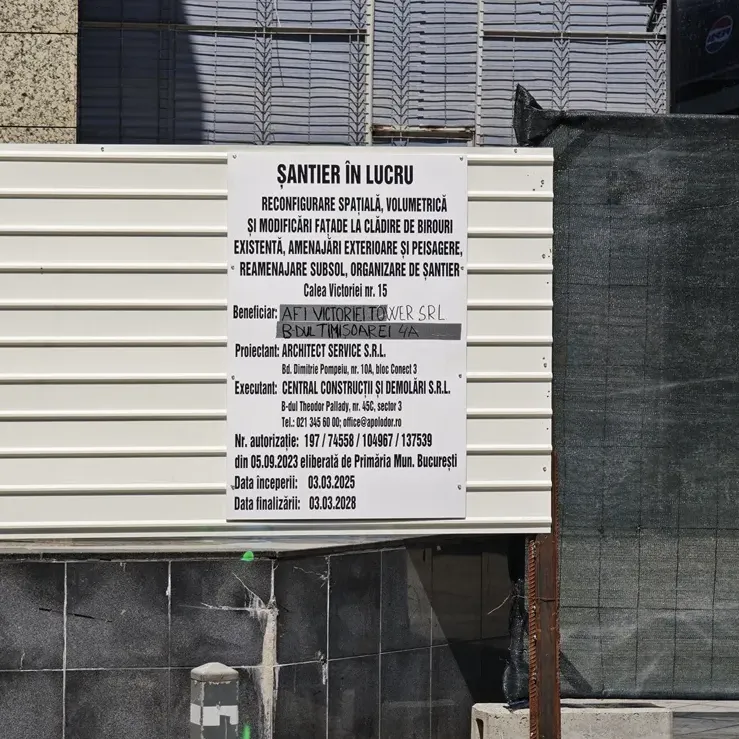 ȘANTIER ÎN LUCRU
RECONFIGURARE SPAȚIALĂ, VOLUMETRICĂ
ȘI MODIFICĂRI FAȚADE LA CLĂDIRE DE BIROURI
EXISTENTĂ, AMENAJĂRI EXTERIOARE ȘI PEISAGERE,
REAMENAJARE SUBSOL, ORGANIZARE DE ȘANTIER
Calea Victoriei nr. 15
Beneficiar: AFI VICTORIEI TOWER SRL
B-DUL TIMIȘOAREI 4A
Proiectant: ARCHITECT SERVICE S.R.L.
Bd. Dimitrie Pompeiu, nr. 10A, bloc Conect 3
Executant: CENTRAL CONSTRUCȚII ȘI DEMOLĂRI S.R.L.
B-dul Theodor Pallady, nr. 45C, sector 3
Tel.: 021 345 60 00; office@apolodor.ro
Nr. autorizație: 197 / 74558 / 104967 / 137539
din 05.09.2023 eliberată de Primăria Mun. București
Data începerii: 03.03.2025
Data finalizării: 03.03.2028